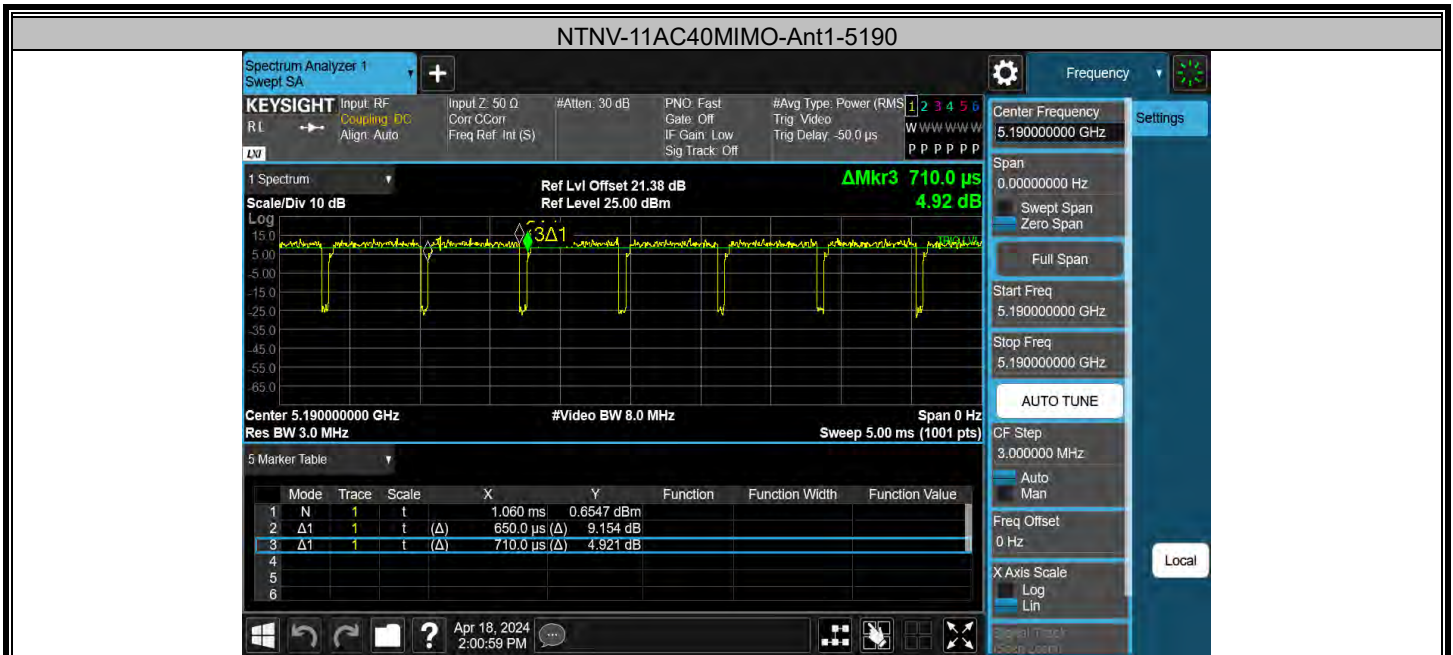 NTNV-11AC40MIMO-Ant1-5190
Spectrum Analyzer 1
Swept SA
Frequency
KEYSIGHT
RL
LXI
Input: RF
Coupling: DC
Align: Auto
Input Z: 50 Ω
Corr CCorr
Freq Ref: Int (S)
#Atten: 30 dB
PNO: Fast
Gate: Off
IF Gain: Low
Sig Track: Off
#Avg Type: Power (RMS
Trig: Video
Trig Delay: -50.0 µs
1 2 3 4 5 6
W W W W W W
P P P P P P
1 Spectrum
Scale/Div 10 dB
Ref Lvl Offset 21.38 dB
Ref Level 25.00 dBm
ΔMkr3 710.0 µs
4.92 dB
Log
15.0
5.00
-5.00
-15.0
-25.0
-35.0
-45.0
-55.0
-65.0
3Δ1
TRIG LVL
Center 5.190000000 GHz
Res BW 3.0 MHz
#Video BW 8.0 MHz
Span 0 Hz
Sweep 5.00 ms (1001 pts)
5 Marker Table
Mode Trace Scale X Y Function Function Width Function Value
1 N 1 t 1.060 ms 0.6547 dBm
2 Δ1 1 t (Δ) 650.0 µs (Δ) 9.154 dB
3 Δ1 1 t (Δ) 710.0 µs (Δ) 4.921 dB
4
5
6
?
Apr 18, 2024
2:00:59 PM
Center Frequency
5.190000000 GHz
Settings
Span
0.00000000 Hz
Swept Span
Zero Span
Full Span
Start Freq
5.190000000 GHz
Stop Freq
5.190000000 GHz
AUTO TUNE
CF Step
3.000000 MHz
Auto
Man
Freq Offset
0 Hz
X Axis Scale
Log
Lin
Local
Signal Track
(Span Zoom)